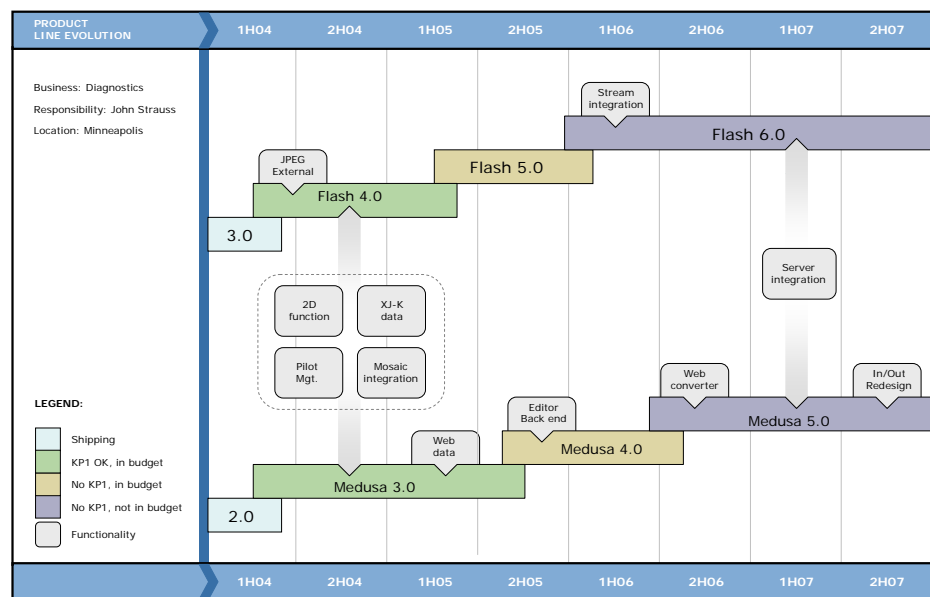 PRODUCT
LINE EVOLUTION
1H04
2H04
1H05
2H05
1H06
2H06
1H07
2H07
Business: Diagnostics
Responsibility: John Strauss
Location: Minneapolis
Stream
integration
Flash 6.0
JPEG
External
Flash 5.0
Flash 4.0
3.0
Server
integration
2D
function
XJ-K
data
Pilot
Mgt.
Mosaic
integration
Web
converter
In/Out
Redesign
Editor
Back end
Medusa 5.0
Web
data
Medusa 4.0
Medusa 3.0
2.0
LEGEND:
Shipping
KP1 OK, in budget
No KP1, in budget
No KP1, not in budget
Functionality
1H04
2H04
1H05
2H05
1H06
2H06
1H07
2H07